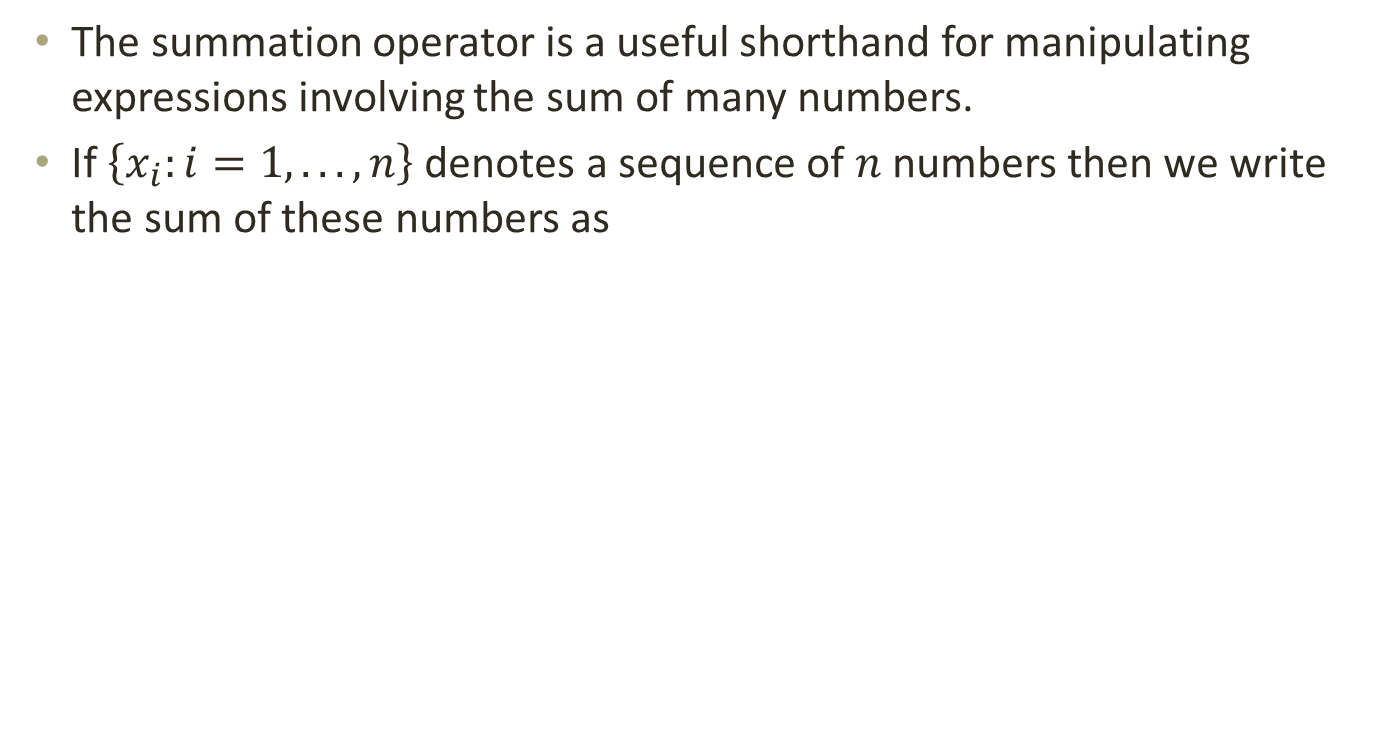 • The summation operator is a useful shorthand for manipulating
expressions involving the sum of many numbers.
• If {xᵢ: i = 1,...,n} denotes a sequence of n numbers then we write
the sum of these numbers as